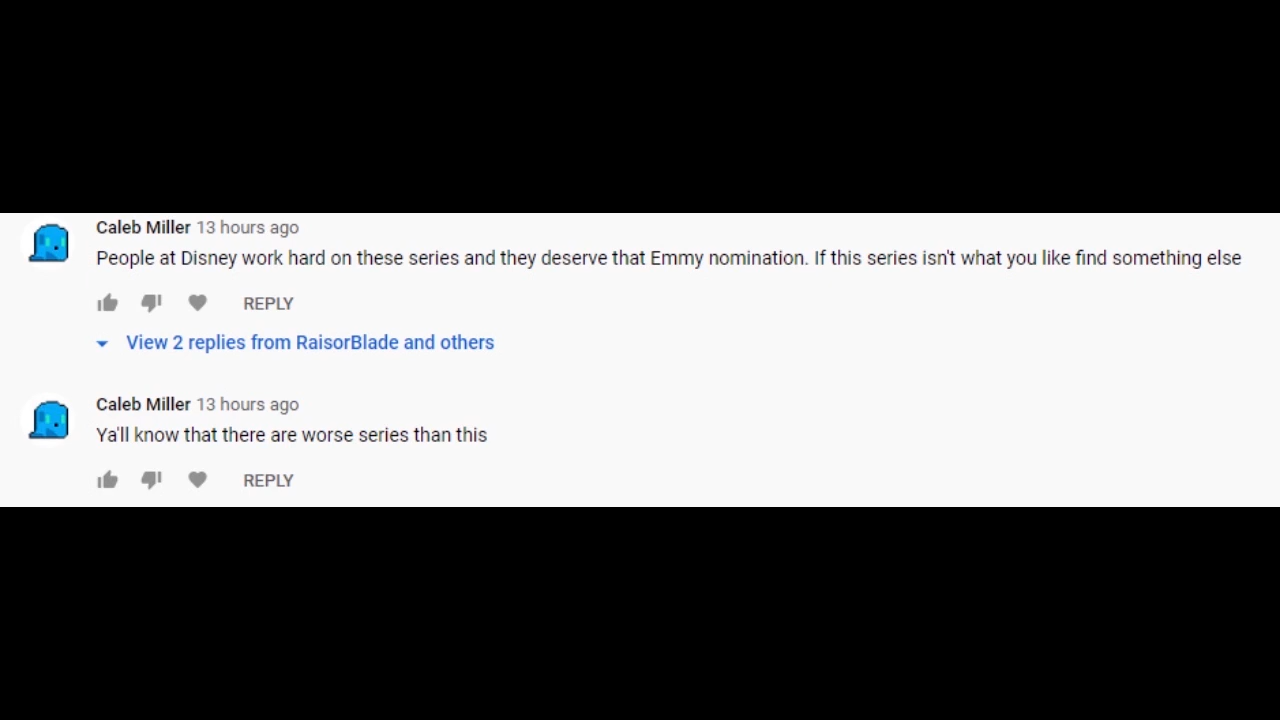 Caleb Miller 13 hours ago
People at Disney work hard on these series and they deserve that Emmy nomination. If this series isn't what you like find something else
REPLY
View 2 replies from RaisorBlade and others
Caleb Miller 13 hours ago
Ya'll know that there are worse series than this
REPLY